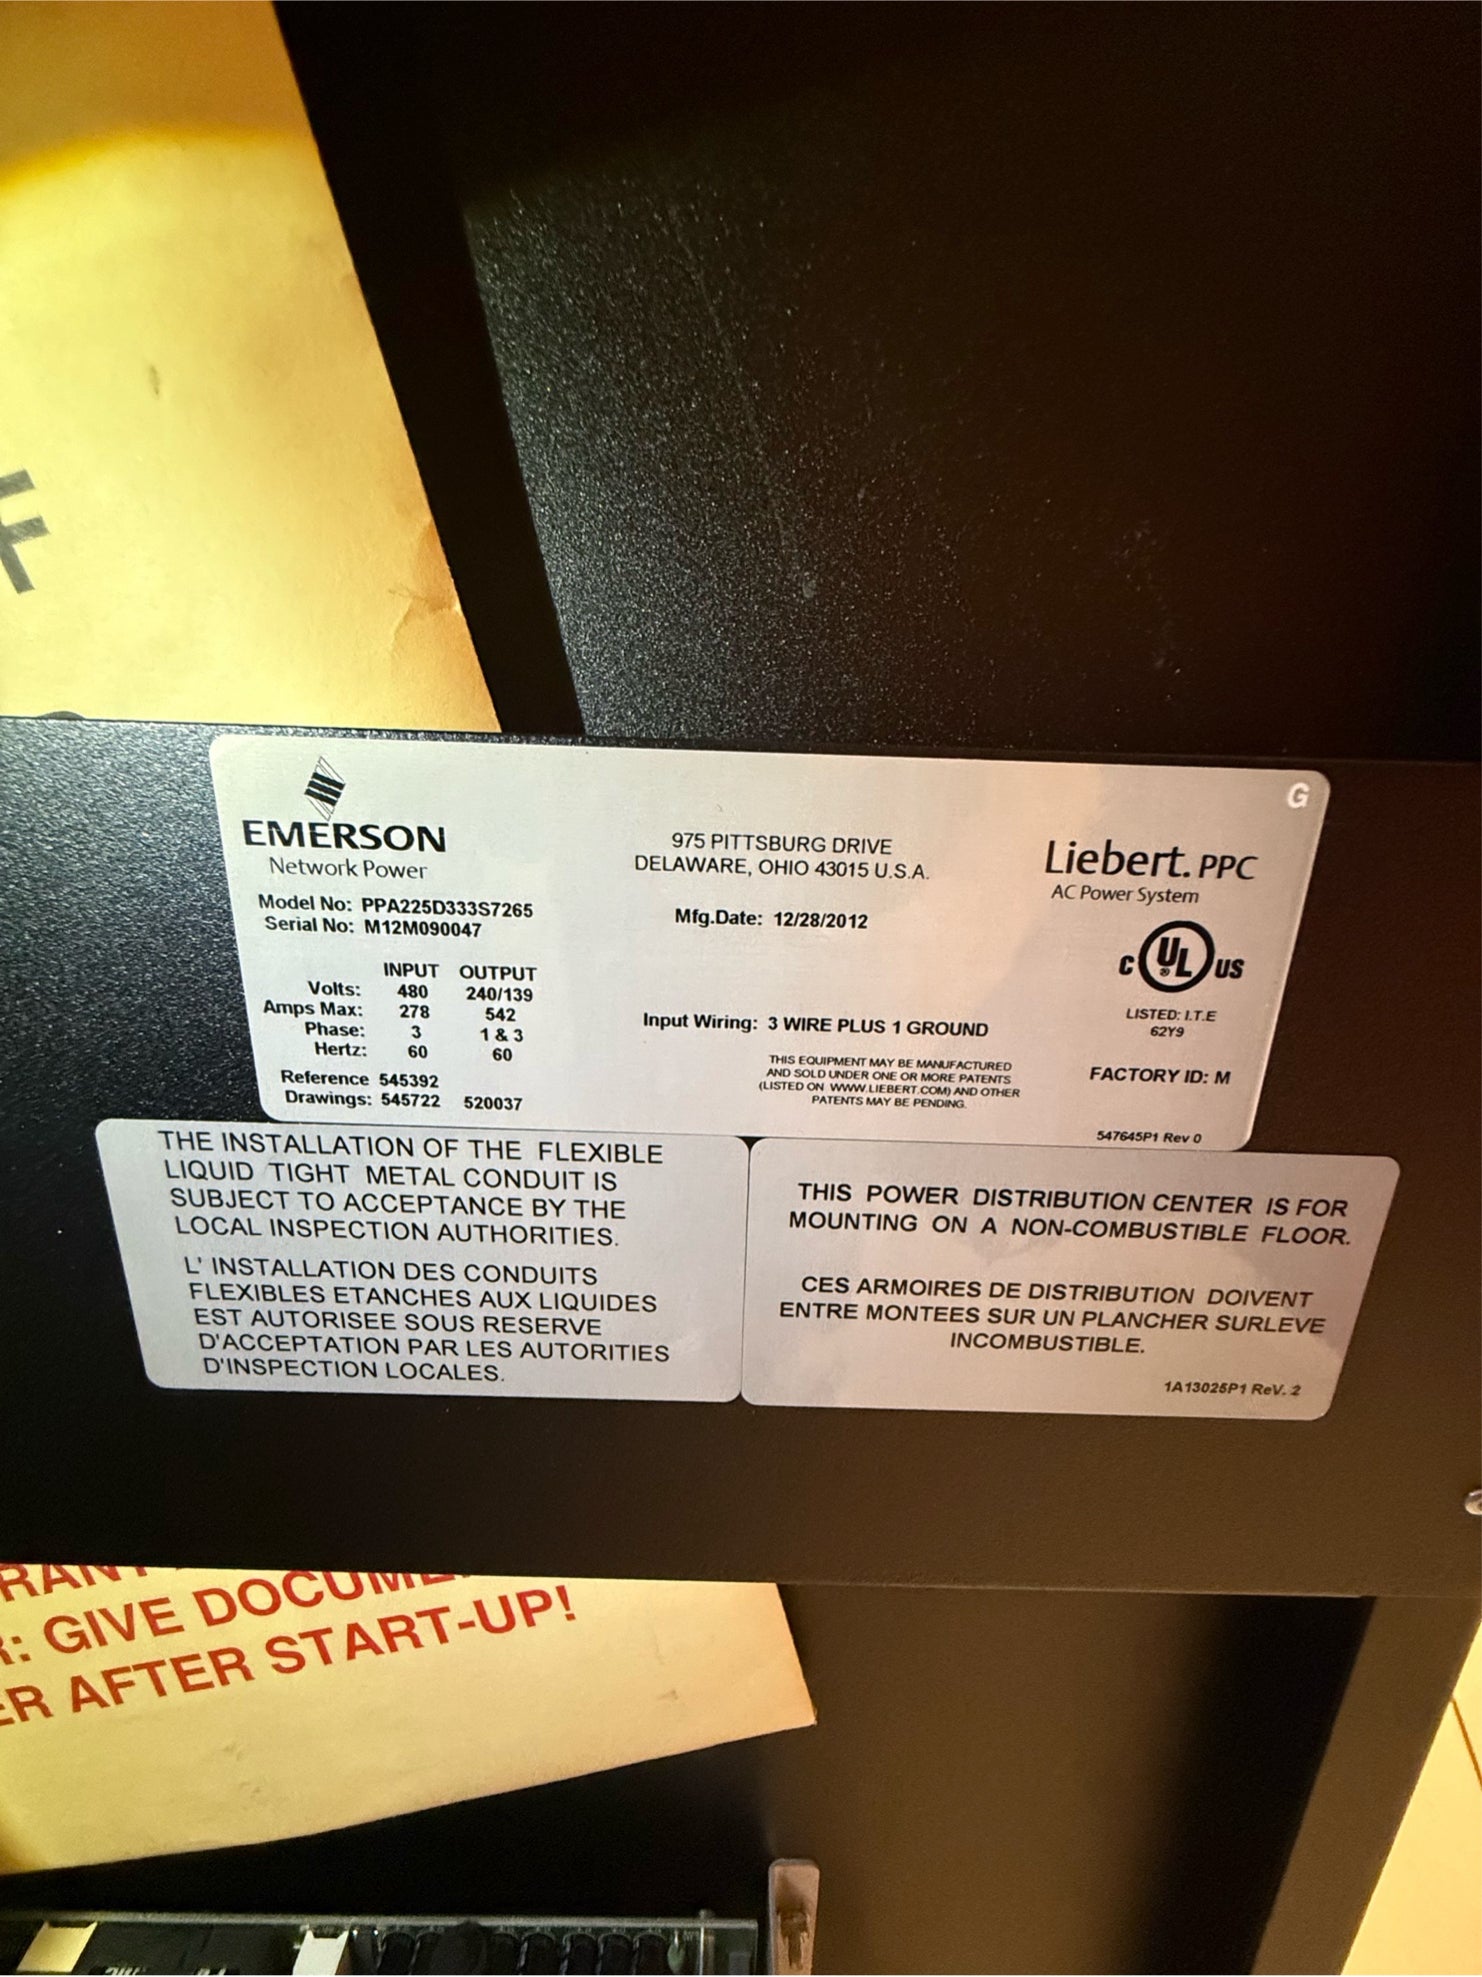 F
G
EMERSON
Network Power
975 PITTSBURG DRIVE
DELAWARE, OHIO 43015 U.S.A.
Liebert. PPC
AC Power System
Model No: PPA225D333S7265
Serial No: M12M090047
Mfg.Date: 12/28/2012
INPUT OUTPUT
Volts: 480 240/139
Amps Max: 278 542
Phase: 3 1 & 3
Hertz: 60 60
Input Wiring: 3 WIRE PLUS 1 GROUND
Reference 545392
Drawings: 545722 520037
THIS EQUIPMENT MAY BE MANUFACTURED
AND SOLD UNDER ONE OR MORE PATENTS
(LISTED ON WWW.LIEBERT.COM) AND OTHER
PATENTS MAY BE PENDING.
C UL ® US
LISTED: I.T.E
62Y9
FACTORY ID: M
547645P1 Rev 0
THE INSTALLATION OF THE FLEXIBLE
LIQUID TIGHT METAL CONDUIT IS
SUBJECT TO ACCEPTANCE BY THE
LOCAL INSPECTION AUTHORITIES.
L' INSTALLATION DES CONDUITS
FLEXIBLES ETANCHES AUX LIQUIDES
EST AUTORISEE SOUS RESERVE
D'ACCEPTATION PAR LES AUTORITIES
D'INSPECTION LOCALES.
THIS POWER DISTRIBUTION CENTER IS FOR
MOUNTING ON A NON-COMBUSTIBLE FLOOR.
CES ARMOIRES DE DISTRIBUTION DOIVENT
ENTRE MONTEES SUR UN PLANCHER SURLEVE
INCOMBUSTIBLE.
1A13025P1 ReV. 2
: GIVE DOCUM
ER AFTER START-UP!